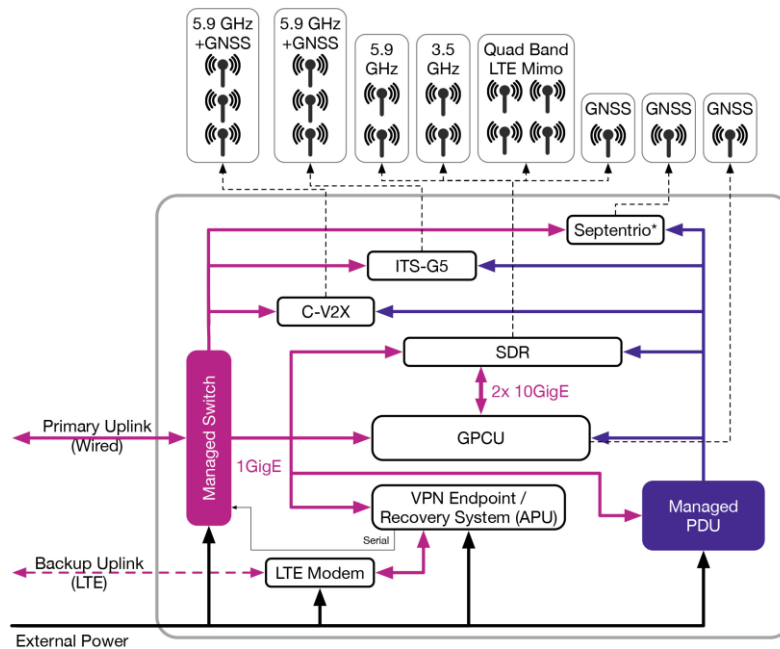 5.9 GHz
+GNSS
5.9 GHz
+GNSS
5.9
GHz
3.5
GHz
Quad Band
LTE Mimo
GNSS
GNSS
GNSS
Septentrio*
ITS-G5
C-V2X
SDR
2x 10GigE
GPCU
Managed Switch
Primary Uplink
(Wired)
1GigE
VPN Endpoint /
Recovery System (APU)
Managed
PDU
Serial
Backup Uplink
(LTE)
LTE Modem
External Power